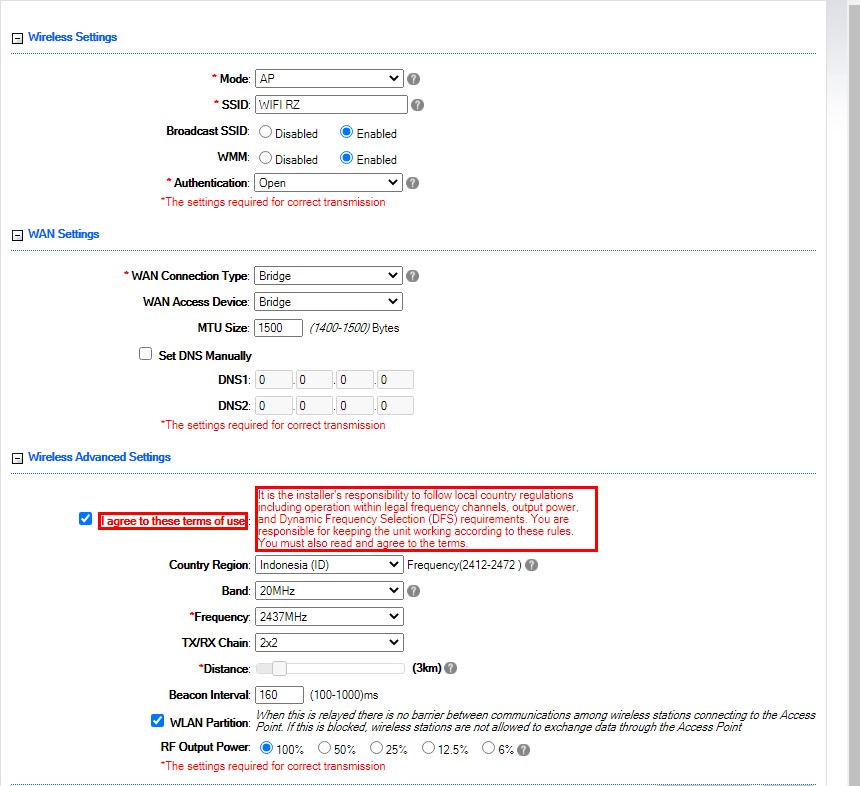 Wireless Settings
* Mode: AP
* SSID: WIFI RZ
Broadcast SSID: Disabled Enabled
WMM: Disabled Enabled
* Authentication: Open
*The settings required for correct transmission
WAN Settings
* WAN Connection Type: Bridge
WAN Access Device: Bridge
MTU Size: 1500 (1400-1500) Bytes
Set DNS Manually
DNS1: 0 . 0 . 0 . 0
DNS2: 0 . 0 . 0 . 0
*The settings required for correct transmission
Wireless Advanced Settings
I agree to these terms of use:
It is the installer's responsibility to follow local country regulations
including operation within legal frequency channels, output power,
and Dynamic Frequency Selection (DFS) requirements. You are
responsible for keeping the unit working according to these rules.
You must also read and agree to the terms.
Country Region: Indonesia (ID) Frequency(2412-2472 )
Band: 20MHz
*Frequency: 2437MHz
TX/RX Chain: 2x2
*Distance: (3km)
Beacon Interval: 160 (100-1000)ms
WLAN Partition:
When this is relayed there is no barrier between communications among wireless stations connecting to the Access
Point. If this is blocked, wireless stations are not allowed to exchange data through the Access Point
RF Output Power: 100% 50% 25% 12.5% 6%
*The settings required for correct transmission